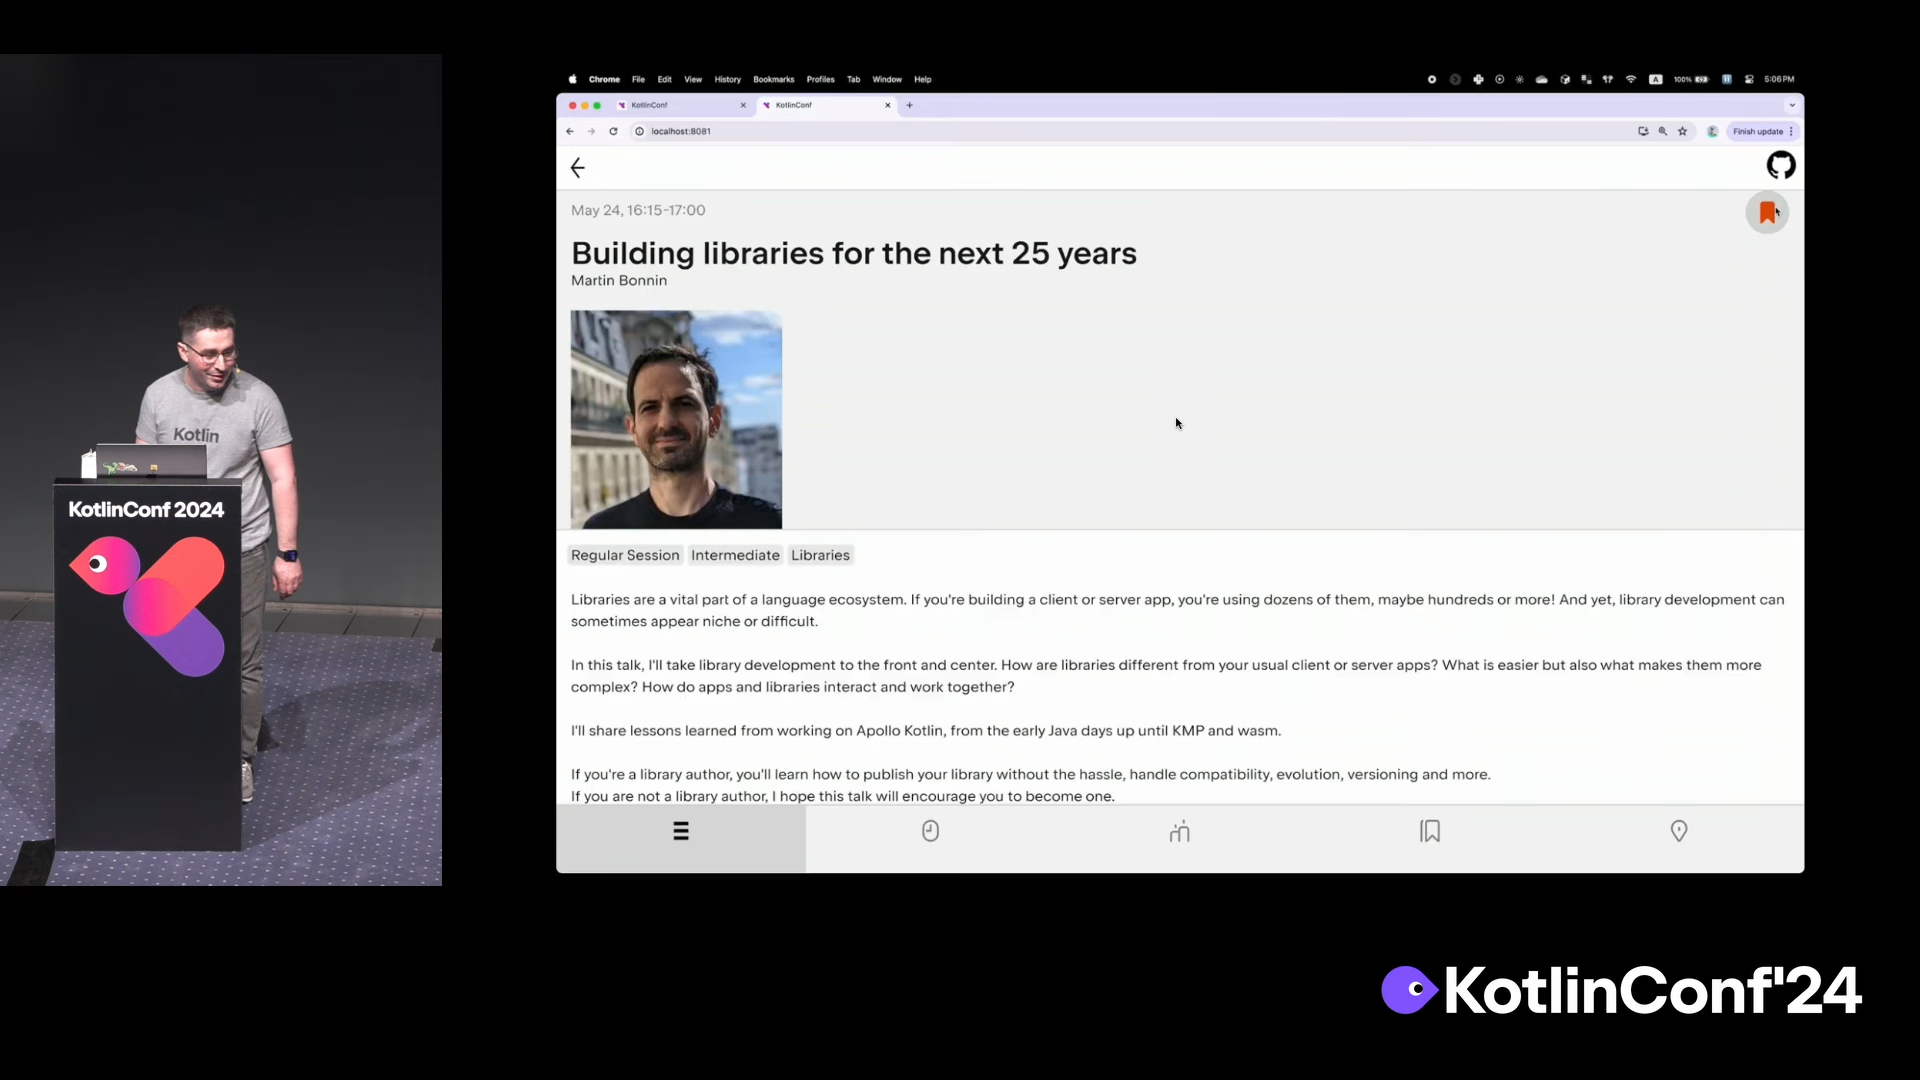 Chrome File Edit View History Bookmarks Profiles Tab Window Help
A 100% 5:06 PM
KotlinConf
KotlinConf
localhost:8081
Finish update
May 24, 16:15-17:00
Building libraries for the next 25 years
Martin Bonnin
Regular Session Intermediate Libraries
Libraries are a vital part of a language ecosystem. If you're building a client or server app, you're using dozens of them, maybe hundreds or more! And yet, library development can
sometimes appear niche or difficult.
In this talk, I'll take library development to the front and center. How are libraries different from your usual client or server apps? What is easier but also what makes them more
complex? How do apps and libraries interact and work together?
I'll share lessons learned from working on Apollo Kotlin, from the early Java days up until KMP and wasm.
If you're a library author, you'll learn how to publish your library without the hassle, handle compatibility, evolution, versioning and more.
If you are not a library author, I hope this talk will encourage you to become one.
Kotlin
KotlinConf 2024
KotlinConf'24